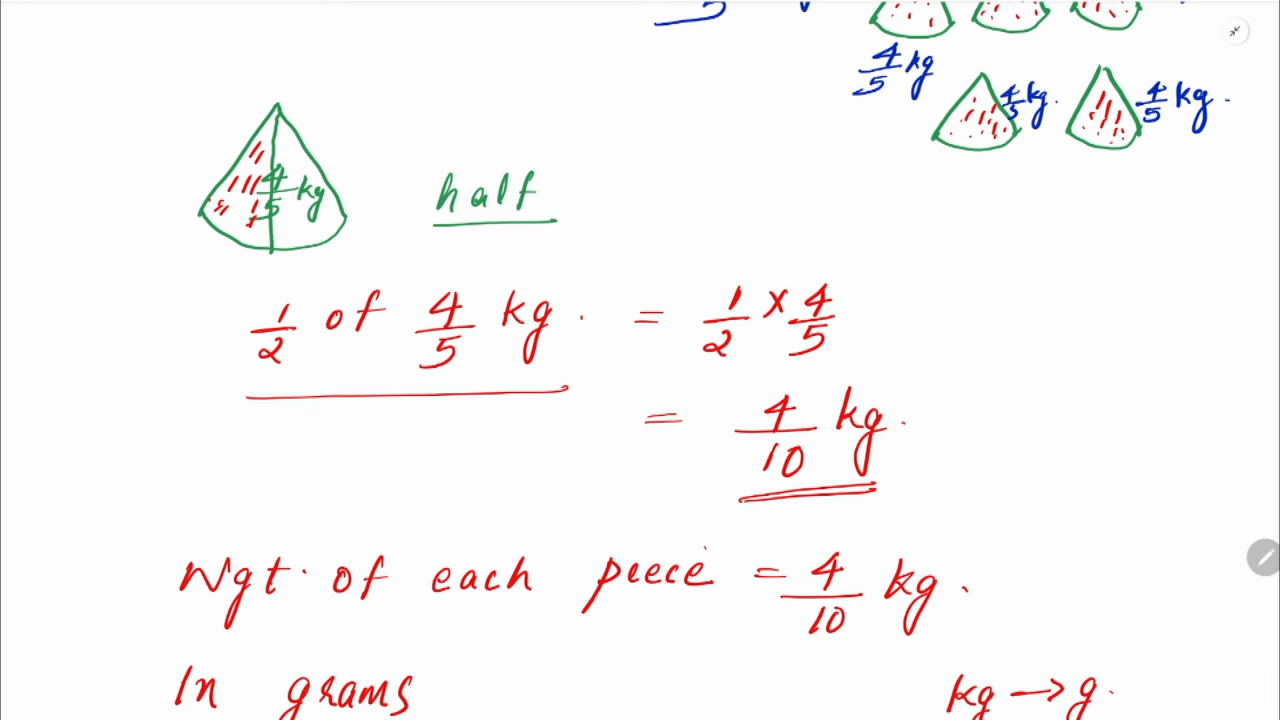 4/5 kg
4/5 kg.
4/5 kg.
4/5 kg
half
1/2 of 4/5 kg. = 1/2 × 4/5
= 4/10 kg.
Wgt. of each piece = 4/10 kg.
In grams
kg → g.